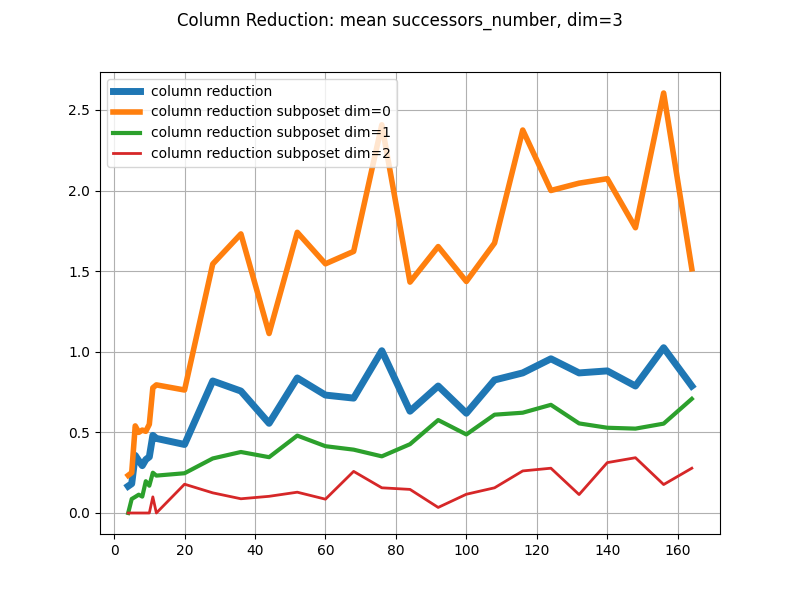 Column Reduction: mean successors_number, dim=3
column reduction
column reduction subposet dim=0
column reduction subposet dim=1
column reduction subposet dim=2
2.5
2.0
1.5
1.0
0.5
0.0
0 20 40 60 80 100 120 140 160